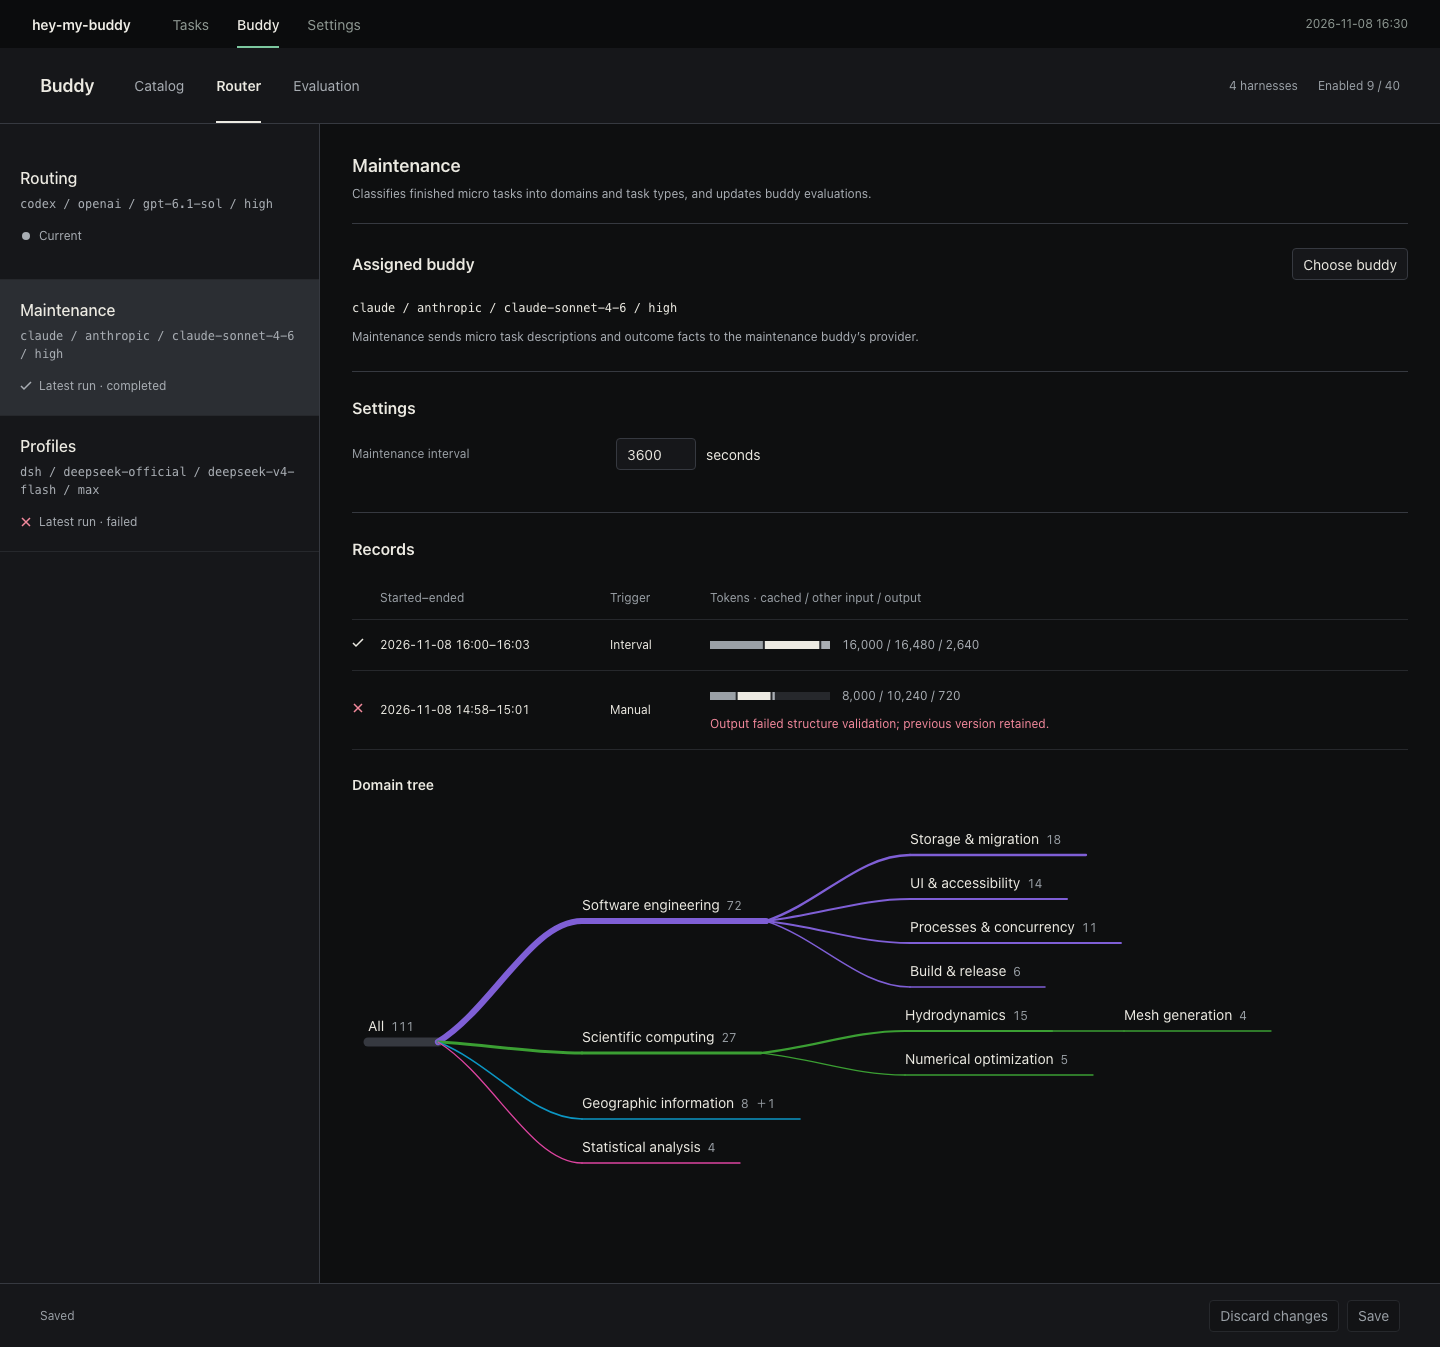 hey-my-buddy Tasks Buddy Settings 2026-11-08 16:30
Buddy Catalog Router Evaluation 4 harnesses Enabled 9 / 40
Routing
codex / openai / gpt-6.1-sol / high
Current
Maintenance
claude / anthropic / claude-sonnet-4-6
/ high
Latest run · completed
Profiles
dsh / deepseek-official / deepseek-v4-
flash / max
Latest run · failed
Maintenance
Classifies finished micro tasks into domains and task types, and updates buddy evaluations.
Assigned buddy Choose buddy
claude / anthropic / claude-sonnet-4-6 / high
Maintenance sends micro task descriptions and outcome facts to the maintenance buddy's provider.
Settings
Maintenance interval 3600 seconds
Records
Started–ended Trigger Tokens · cached / other input / output
2026-11-08 16:00–16:03 Interval 16,000 / 16,480 / 2,640
2026-11-08 14:58–15:01 Manual 8,000 / 10,240 / 720
Output failed structure validation; previous version retained.
Domain tree
Storage & migration 18
UI & accessibility 14
Software engineering 72
Processes & concurrency 11
Build & release 6
Hydrodynamics 15 Mesh generation 4
All 111
Scientific computing 27
Numerical optimization 5
Geographic information 8 +1
Statistical analysis 4
Saved Discard changes Save